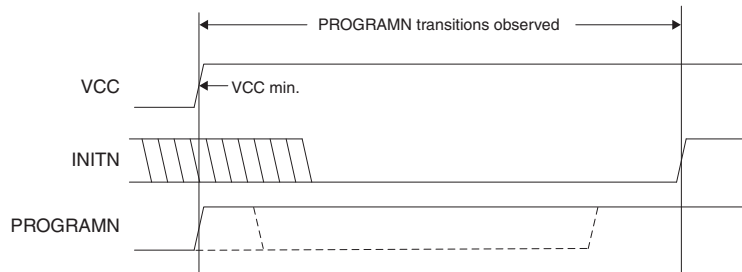 PROGRAMN transitions observed
VCC
VCC min.
INITN
PROGRAMN